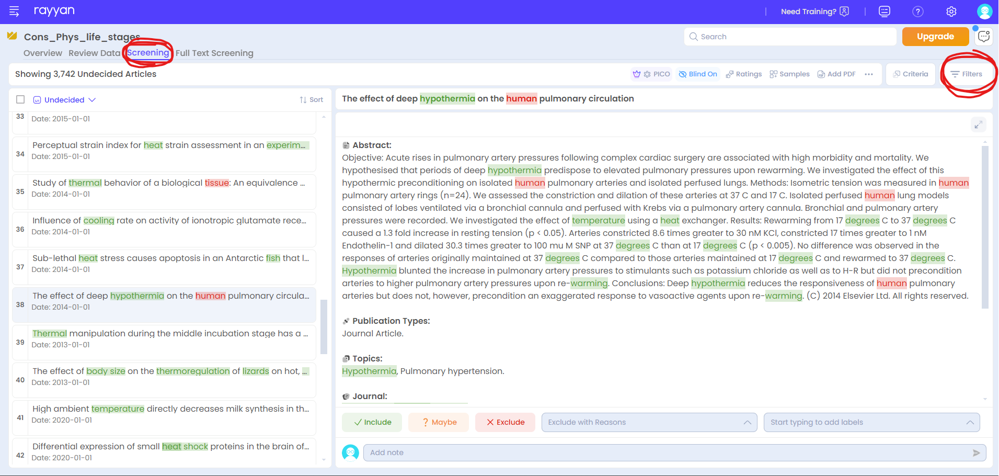 rayyan
Need Training?
Cons_Phys_life_stages
Search
Upgrade
Overview Review Data Screening Full Text Screening
Showing 3,742 Undecided Articles
PICO Blind On Ratings Samples Add PDF ••• Criteria Filters
Undecided
Sort
33
Date: 2015-01-01
34
Perceptual strain index for heat strain assessment in an experim...
Date: 2015-01-01
35
Study of thermal behavior of a biological tissue: An equivalence ...
Date: 2014-01-01
36
Influence of cooling rate on activity of ionotropic glutamate rece...
Date: 2014-01-01
37
Sub-lethal heat stress causes apoptosis in an Antarctic fish that l...
Date: 2014-01-01
38
The effect of deep hypothermia on the human pulmonary circula...
Date: 2014-01-01
39
Thermal manipulation during the middle incubation stage has a ...
Date: 2013-01-01
40
The effect of body size on the thermoregulation of lizards on hot, ...
Date: 2013-01-01
41
High ambient temperature directly decreases milk synthesis in th...
Date: 2020-01-01
42
Differential expression of small heat shock proteins in the brain of...
Date: 2020-01-01
The effect of deep hypothermia on the human pulmonary circulation
Abstract:
Objective: Acute rises in pulmonary artery pressures following complex cardiac surgery are associated with high morbidity and mortality. We
hypothesised that periods of deep hypothermia predispose to elevated pulmonary pressures upon rewarming. We investigated the effect of this
hypothermic preconditioning on isolated human pulmonary arteries and isolated perfused lungs. Methods: Isometric tension was measured in human
pulmonary artery rings (n=24). We assessed the constriction and dilation of these arteries at 37 C and 17 C. Isolated perfused human lung models
consisted of lobes ventilated via a bronchial cannula and perfused with Krebs via a pulmonary artery cannula. Bronchial and pulmonary artery
pressures were recorded. We investigated the effect of temperature using a heat exchanger. Results: Rewarming from 17 degrees C to 37 degrees C
caused a 1.3 fold increase in resting tension (p < 0.05). Arteries constricted 8.6 times greater to 30 nM KCl, constricted 17 times greater to 1 nM
Endothelin-1 and dilated 30.3 times greater to 100 mu M SNP at 37 degrees C than at 17 degrees C (p < 0.005). No difference was observed in the
responses of arteries originally maintained at 37 degrees C compared to those arteries maintained at 17 degrees C and rewarmed to 37 degrees C.
Hypothermia blunted the increase in pulmonary artery pressures to stimulants such as potassium chloride as well as to H-R but did not precondition
arteries to higher pulmonary artery pressures upon re-warming. Conclusions: Deep hypothermia reduces the responsiveness of human pulmonary
arteries but does not, however, precondition an exaggerated response to vasoactive agents upon re-warming. (C) 2014 Elsevier Ltd. All rights reserved.
Publication Types:
Journal Article.
Topics:
Hypothermia, Pulmonary hypertension.
Journal:
Include
Maybe
Exclude
Exclude with Reasons
Start typing to add labels
Add note